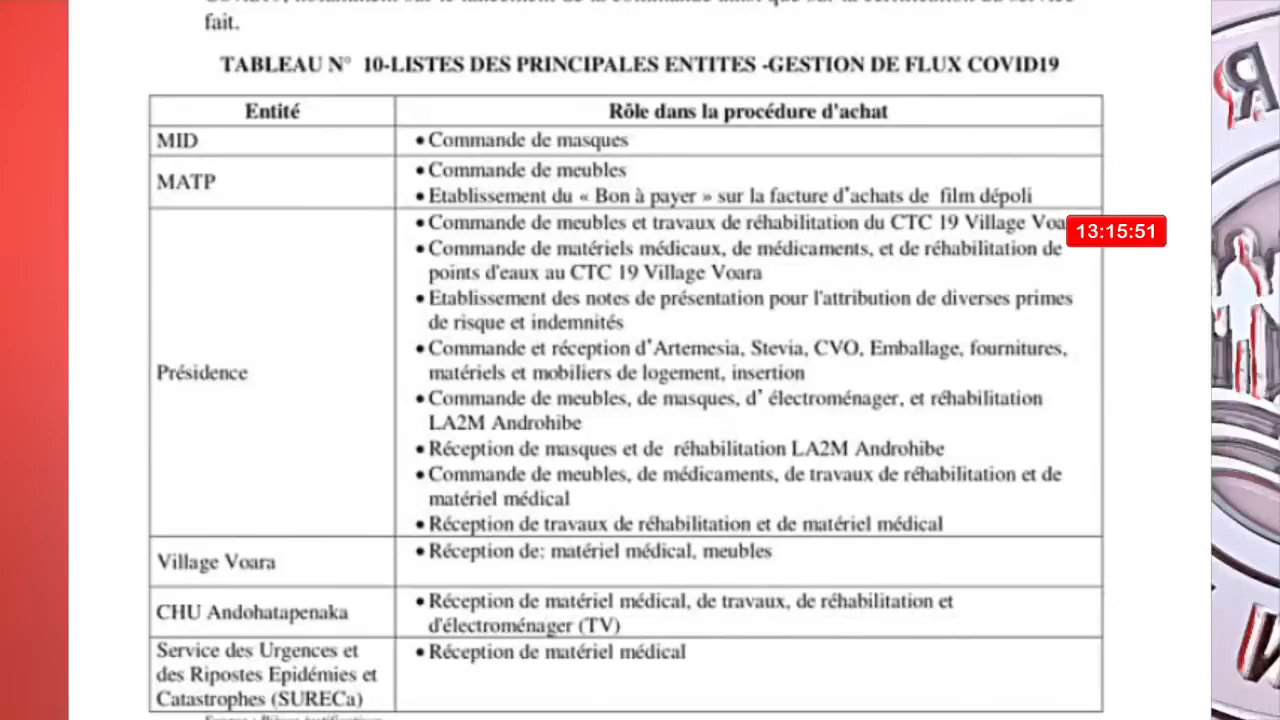 fait.
TABLEAU N° 10-LISTES DES PRINCIPALES ENTITES -GESTION DE FLUX COVID19
Entité
Rôle dans la procédure d'achat
MID
• Commande de masques
MATP
• Commande de meubles
• Etablissement du « Bon à payer » sur la facture d'achats de film dépoli
Présidence
• Commande de meubles et travaux de réhabilitation du CTC 19 Village Voa
13:15:51
• Commande de matériels médicaux, de médicaments, et de réhabilitation de
points d'eaux au CTC 19 Village Voara
• Etablissement des notes de présentation pour l'attribution de diverses primes
de risque et indemnités
• Commande et réception d'Artemesia, Stevia, CVO, Emballage, fournitures,
matériels et mobiliers de logement, insertion
• Commande de meubles, de masques, d' électroménager, et réhabilitation
LA2M Androhibe
• Réception de masques et de réhabilitation LA2M Androhibe
• Commande de meubles, de médicaments, de travaux de réhabilitation et de
matériel médical
• Réception de travaux de réhabilitation et de matériel médical
Village Voara
• Réception de: matériel médical, meubles
CHU Andohatapenaka
• Réception de matériel médical, de travaux, de réhabilitation et
d'électroménager (TV)
Service des Urgences et
des Ripostes Epidémies et
Catastrophes (SURECa)
• Réception de matériel médical